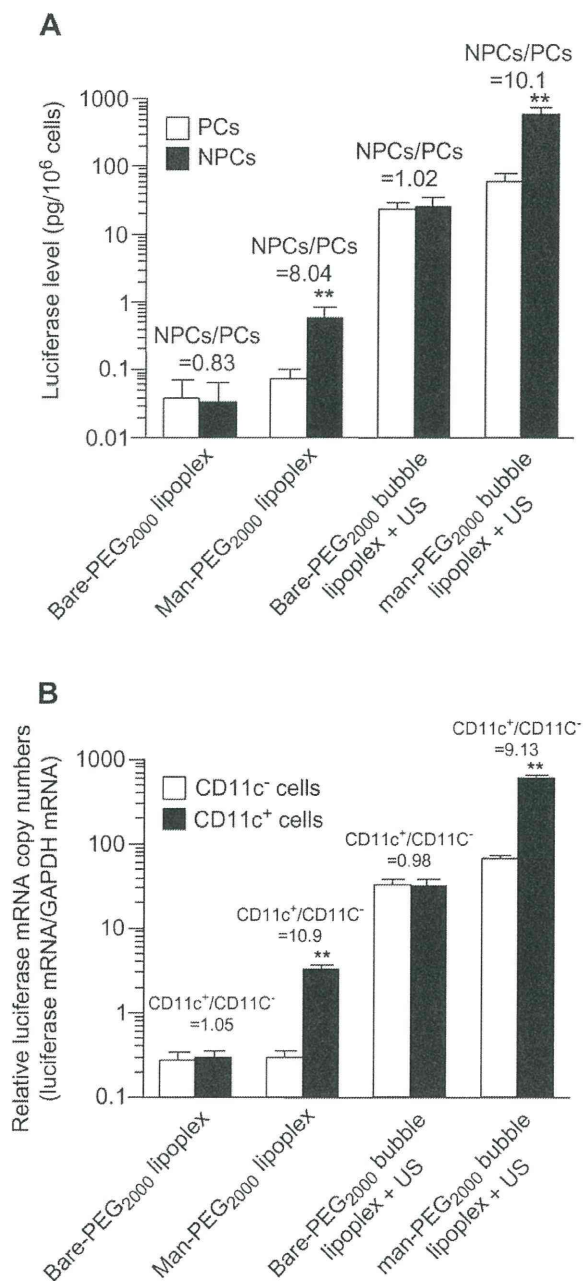 A
Luciferase level (pg/10⁶ cells)
1000
100
10
1
0.1
0.01
PCs
NPCs
NPCs/PCs
=0.83
NPCs/PCs
=8.04
**
NPCs/PCs
=1.02
NPCs/PCs
=10.1
**
Bare-PEG₂₀₀₀ lipoplex
Man-PEG₂₀₀₀ lipoplex
Bare-PEG₂₀₀₀ bubble
lipoplex + US
man-PEG₂₀₀₀ bubble
lipoplex + US
B
Relative luciferase mRNA copy numbers
(luciferase mRNA/GAPDH mRNA)
1000
100
10
1
0.1
CD11c⁻ cells
CD11c⁺ cells
CD11c⁺/CD11C⁻
=1.05
CD11c⁺/CD11C⁻
=10.9
**
CD11c⁺/CD11C⁻
=0.98
CD11c⁺/CD11C⁻
=9.13
**
Bare-PEG₂₀₀₀ lipoplex
Man-PEG₂₀₀₀ lipoplex
Bare-PEG₂₀₀₀ bubble
lipoplex + US
man-PEG₂₀₀₀ bubble
lipoplex + US